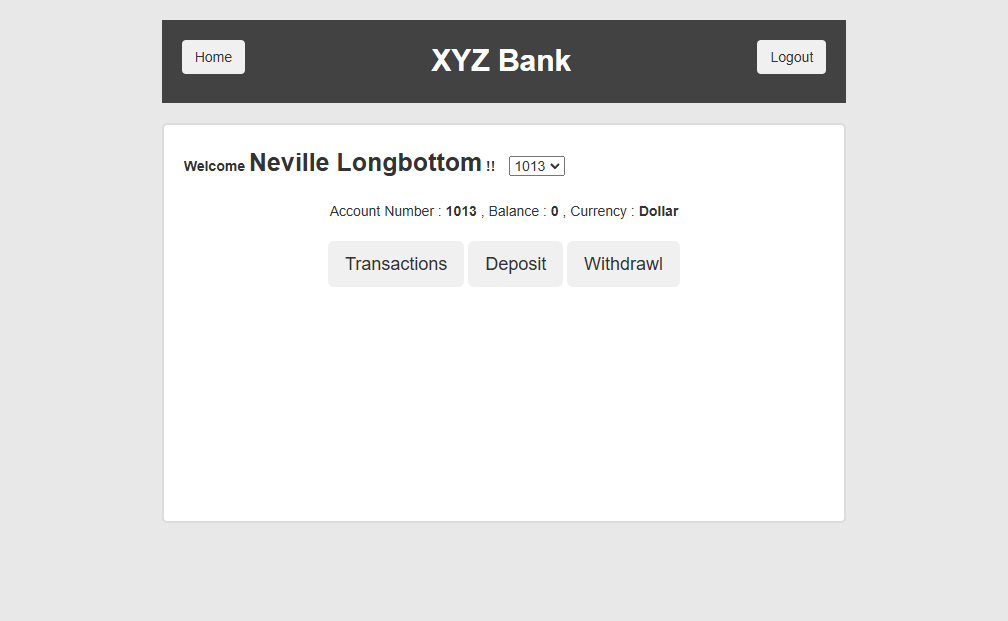 Home XYZ Bank Logout
Welcome Neville Longbottom !! 1013
Account Number : 1013 , Balance : 0 , Currency : Dollar
Transactions Deposit Withdrawl